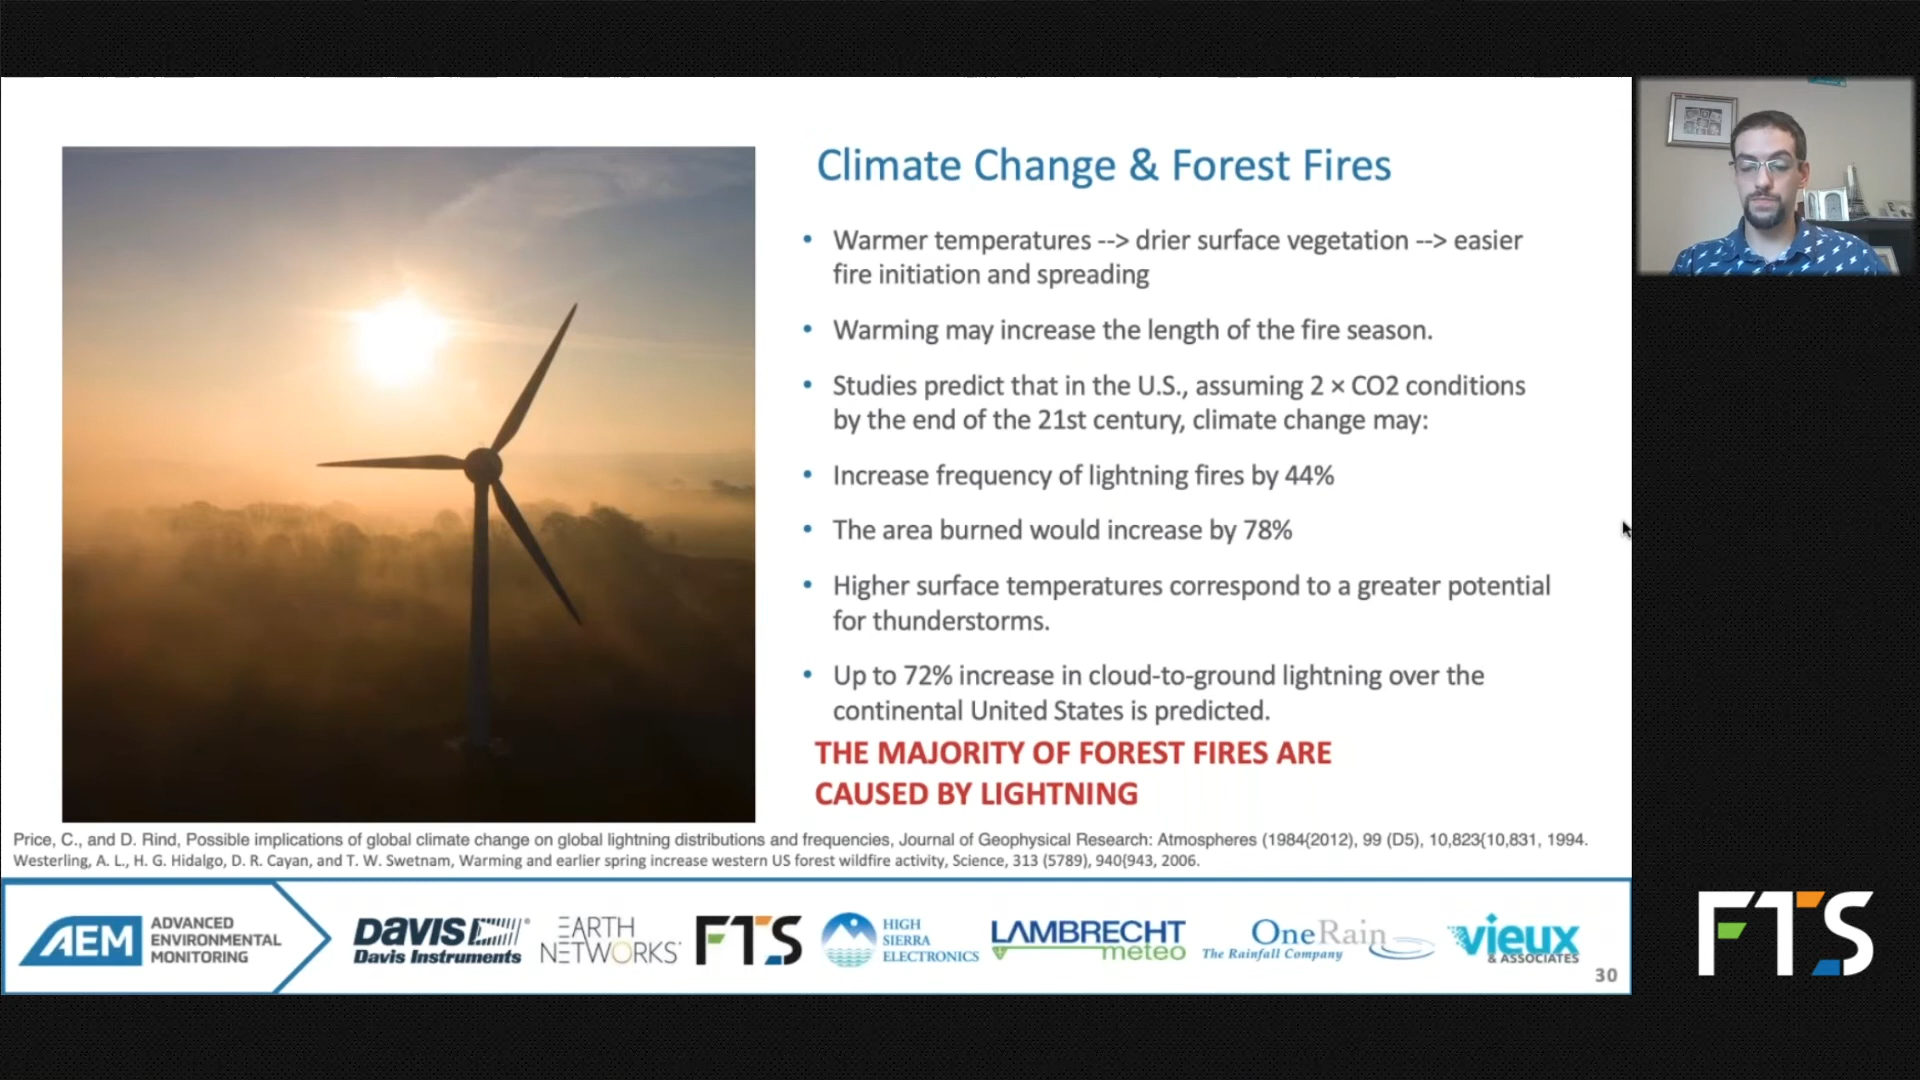 Climate Change & Forest Fires
• Warmer temperatures --> drier surface vegetation --> easier
fire initiation and spreading
• Warming may increase the length of the fire season.
• Studies predict that in the U.S., assuming 2 × CO2 conditions
by the end of the 21st century, climate change may:
• Increase frequency of lightning fires by 44%
• The area burned would increase by 78%
• Higher surface temperatures correspond to a greater potential
for thunderstorms.
• Up to 72% increase in cloud-to-ground lightning over the
continental United States is predicted.
THE MAJORITY OF FOREST FIRES ARE
CAUSED BY LIGHTNING
Price, C., and D. Rind, Possible implications of global climate change on global lightning distributions and frequencies, Journal of Geophysical Research: Atmospheres (1984{2012), 99 (D5), 10,823{10,831, 1994.
Westerling, A. L., H. G. Hidalgo, D. R. Cayan, and T. W. Swetnam, Warming and earlier spring increase western US forest wildfire activity, Science, 313 (5789), 940{943, 2006.
AEM
ADVANCED
ENVIRONMENTAL
MONITORING
DAVIS
Davis Instruments
EARTH
NETWORKS
FTS
HIGH
SIERRA
ELECTRONICS
LAMBRECHT
meteo
OneRain
The Rainfall Company
vieux
& ASSOCIATES
30
FTS